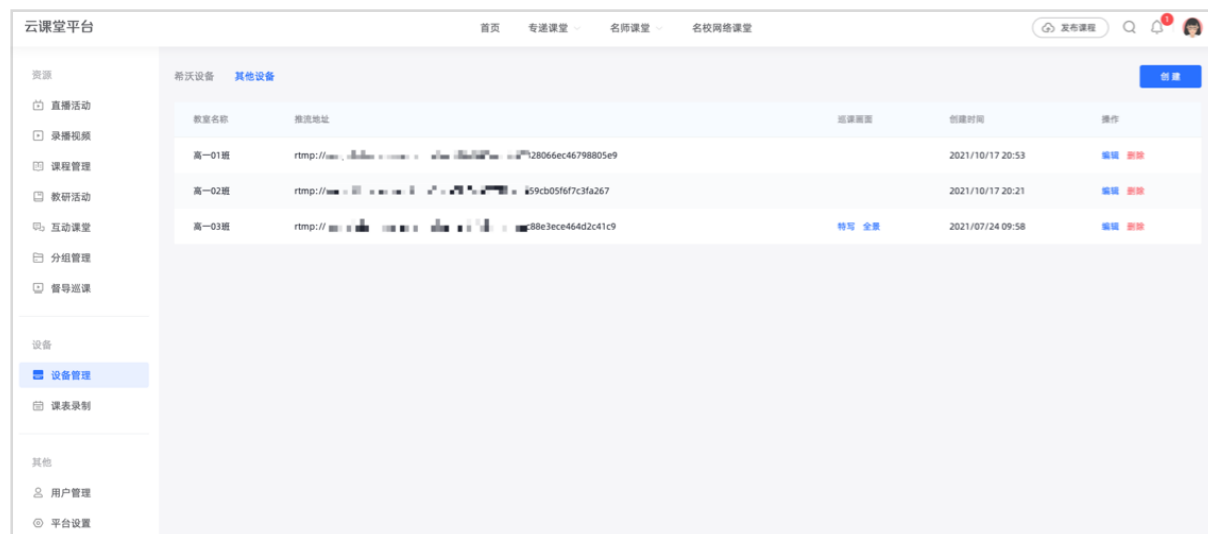 云课堂平台 首页 专递课堂 名师课堂 名校网络课堂 发布课程 1
资源
直播活动
录播视频
课程管理
教研活动
互动课堂
分组管理
督导巡课
设备
设备管理
课表录制
其他
用户管理
平台设置
希沃设备 其他设备 创建
教室名称 推流地址 巡课画面 创建时间 操作
高一01班 rtmp:// 28066ec46798805e9 2021/10/17 20:53 编辑 删除
高一02班 rtmp:// 59cb05f6f7c3fa267 2021/10/17 20:21 编辑 删除
高一03班 rtmp:// c88e3ece464d2c41c9 特写 全景 2021/07/24 09:58 编辑 删除